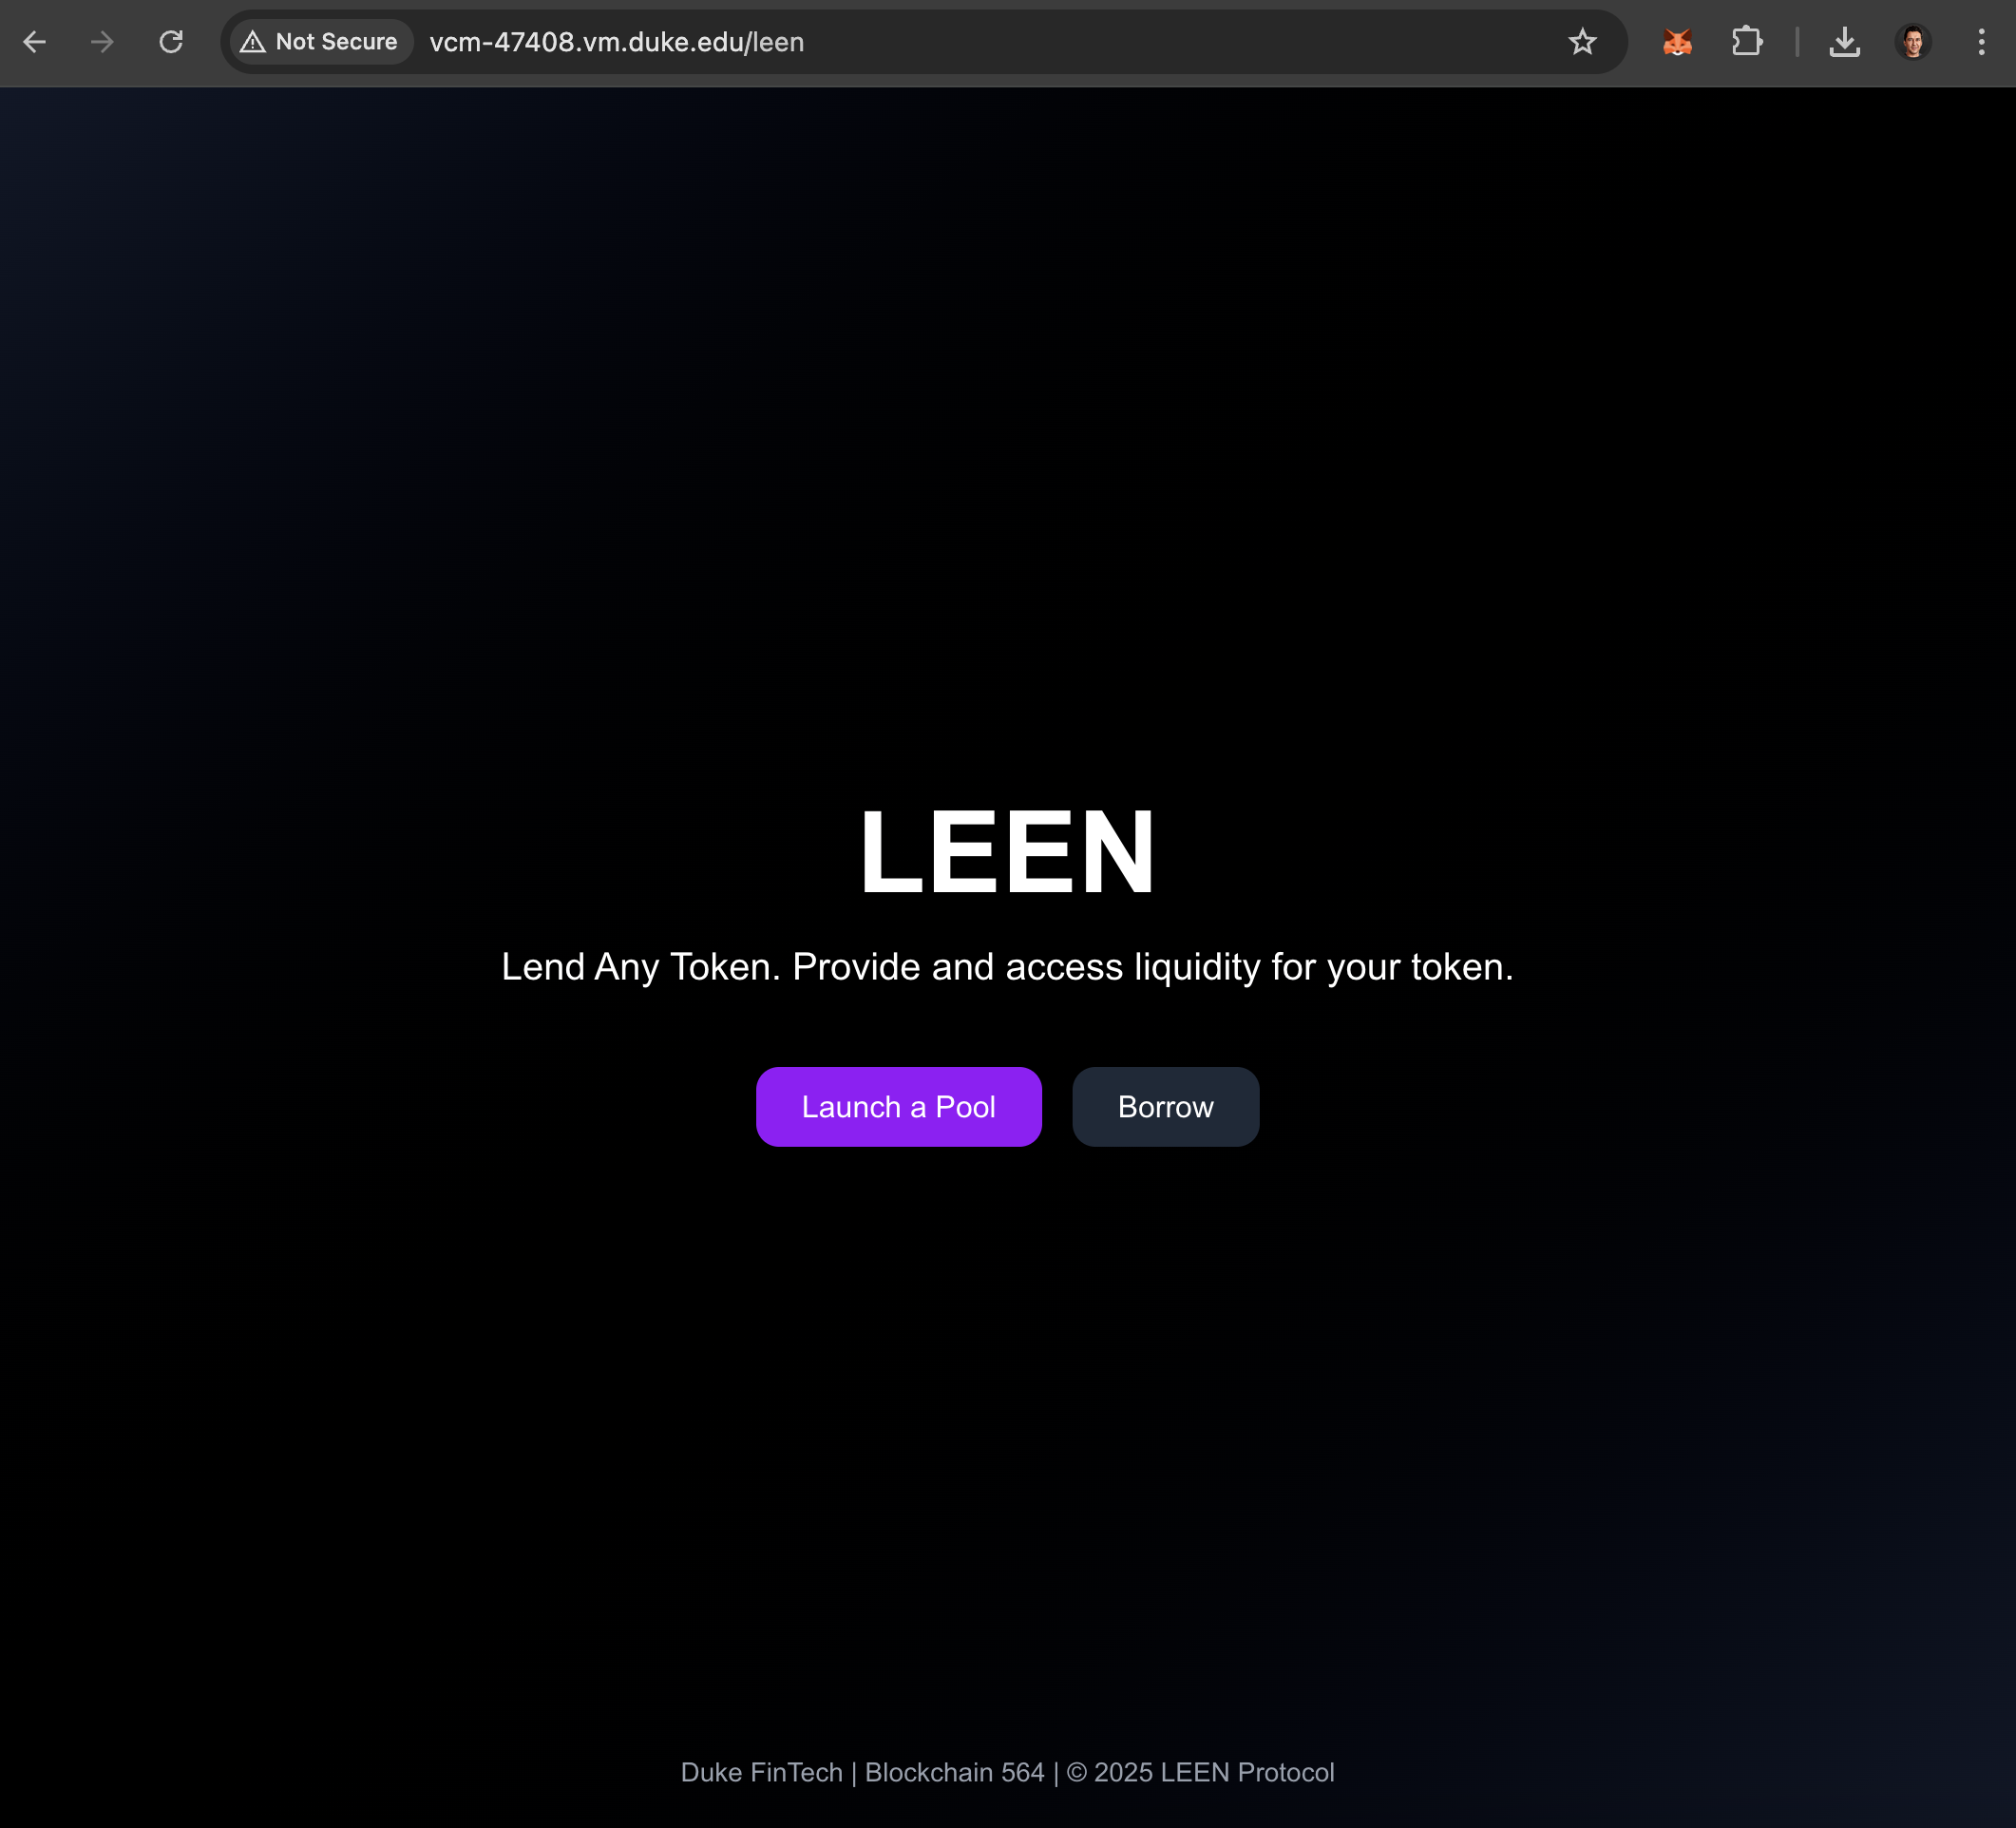 Not Secure vcm-47408.vm.duke.edu/leen
LEEN
Lend Any Token. Provide and access liquidity for your token.
Launch a Pool Borrow
Duke FinTech | Blockchain 564 | © 2025 LEEN Protocol